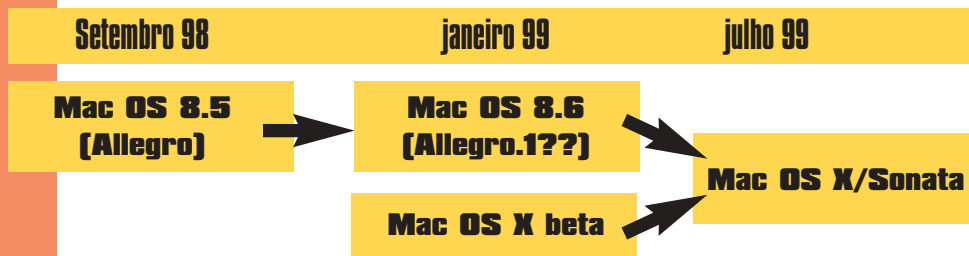 Setembro 98
janeiro 99
julho 99
Mac OS 8.5
(Allegro)
Mac OS 8.6
(Allegro.1??)
Mac OS X/Sonata
Mac OS X beta